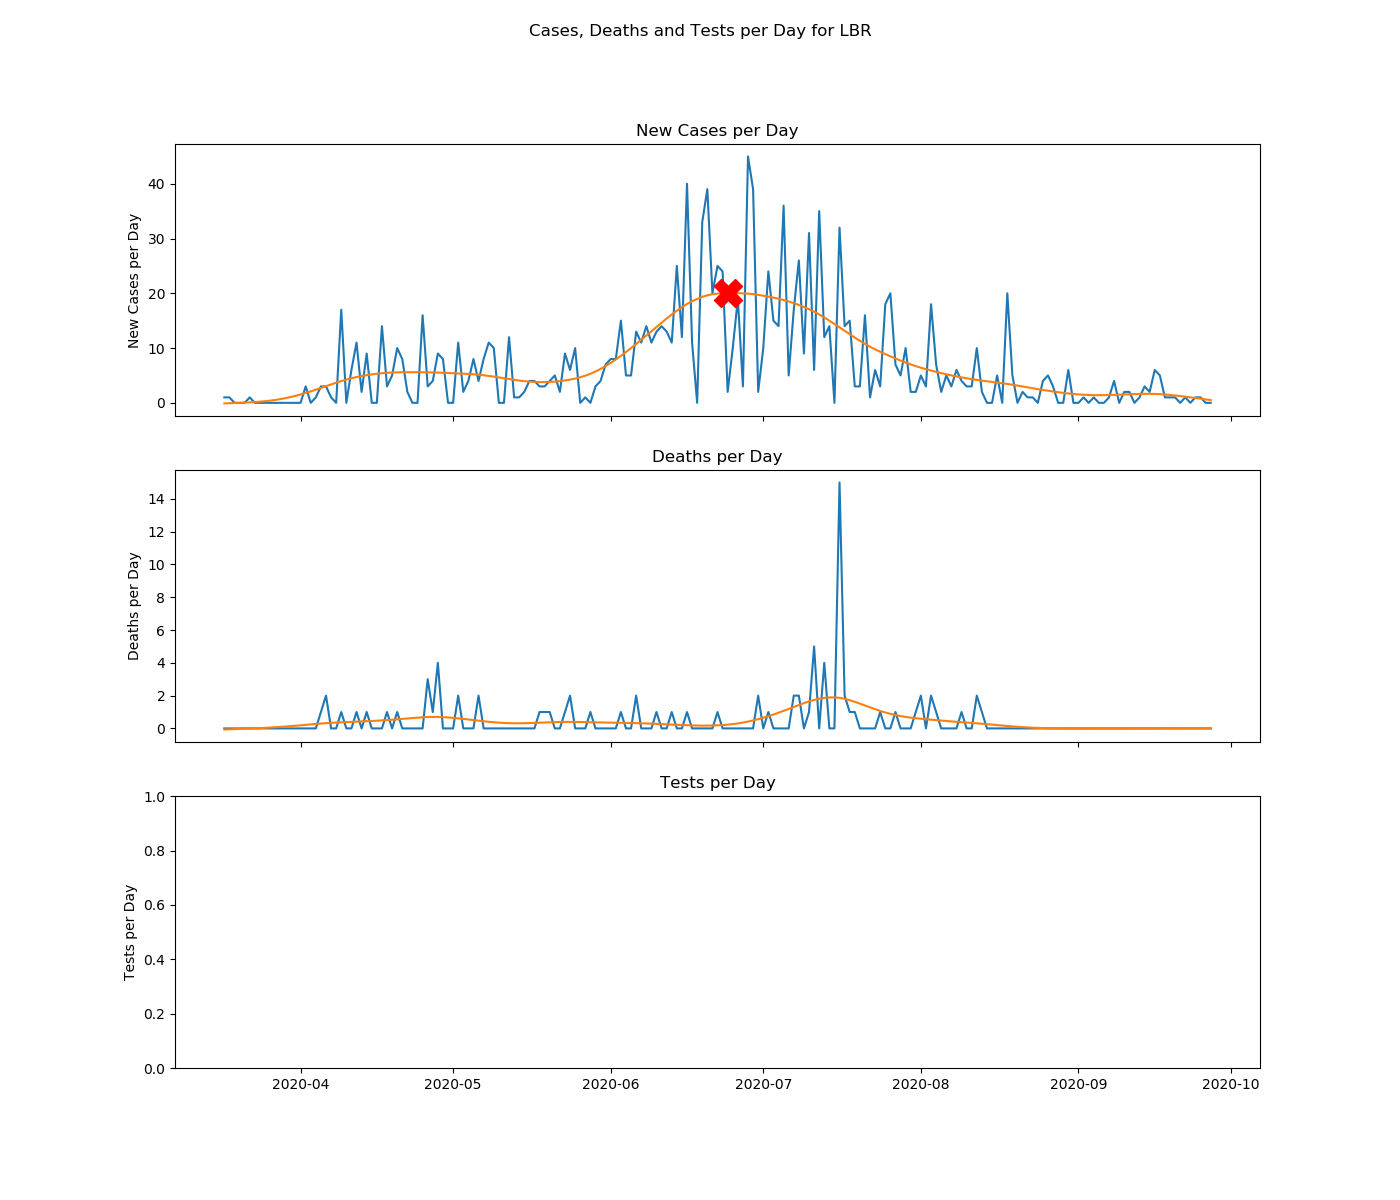 Cases, Deaths and Tests per Day for LBR
New Cases per Day
New Cases per Day
40
30
20
10
0
Deaths per Day
Deaths per Day
14
12
10
8
6
4
2
0
Tests per Day
Tests per Day
1.0
0.8
0.6
0.4
0.2
0.0
2020-04 2020-05 2020-06 2020-07 2020-08 2020-09 2020-10